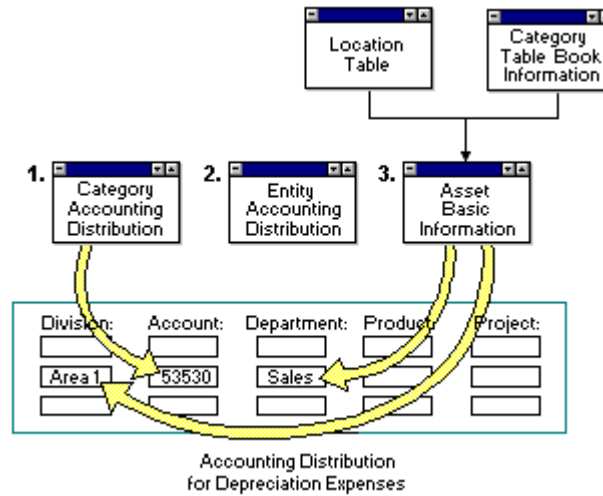 Location
Table
Category
Table Book
Information
1.
Category
Accounting
Distribution
2.
Entity
Accounting
Distribution
3.
Asset
Basic
Information
Division: Account: Department: Product: Project:
Area 1 53530 Sales
Accounting Distribution
for Depreciation Expenses